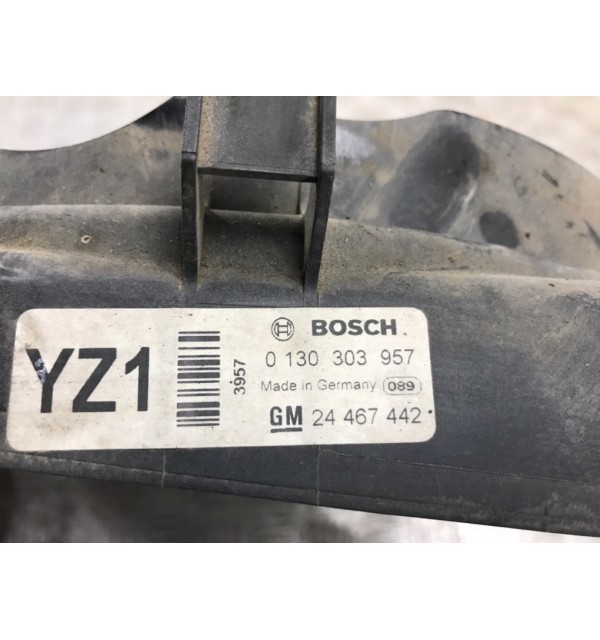 YZ1
3957
BOSCH
0 130 303 957
Made in Germany 089
GM 24 467 442